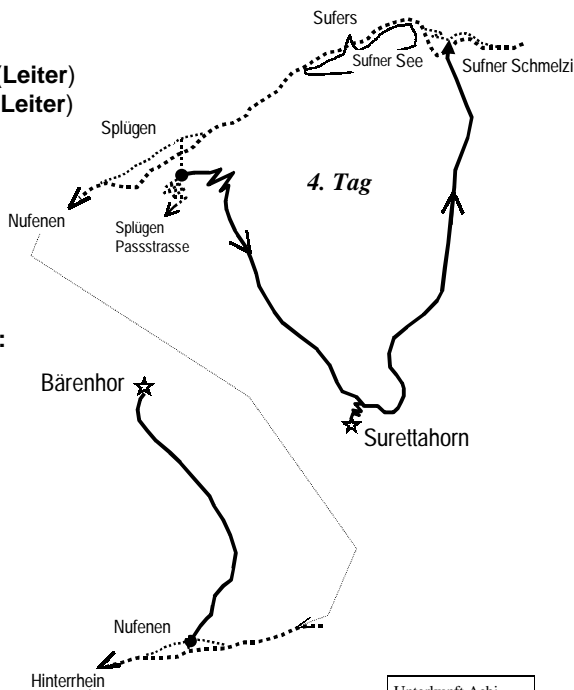 Sufers
(Leiter)
Sufner See
Sufner Schmelzi
Leiter)
Splügen
4. Tag
Nufenen
Splügen
Passstrasse
:
Bärenhor
Surettahorn
Nufenen
Hinterrhein